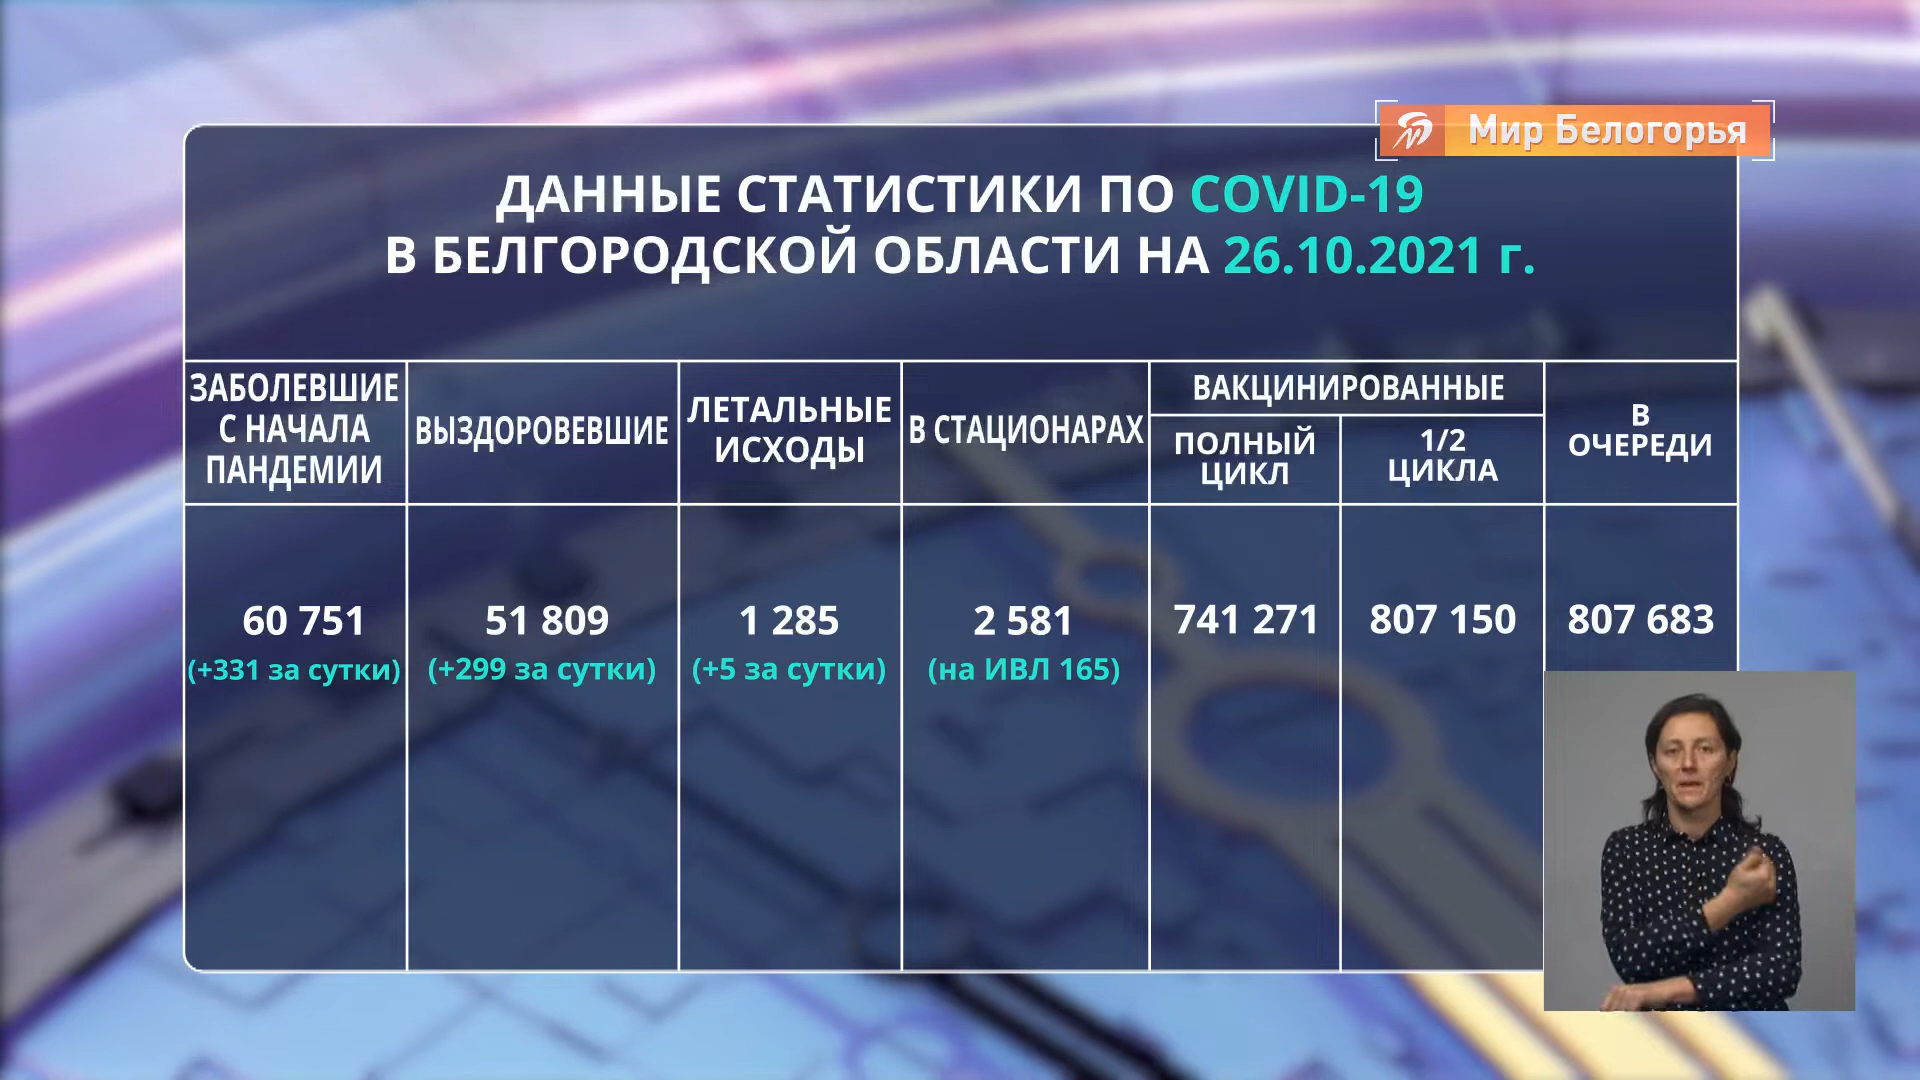 Мир Белогорья
ДАННЫЕ СТАТИСТИКИ ПО COVID-19
В БЕЛГОРОДСКОЙ ОБЛАСТИ НА 26.10.2021 г.
ЗАБОЛЕВШИЕ
С НАЧАЛА
ПАНДЕМИИ
ВЫЗДОРОВЕВШИЕ
ЛЕТАЛЬНЫЕ
ИСХОДЫ
В СТАЦИОНАРАХ
ВАКЦИНИРОВАННЫЕ
ПОЛНЫЙ
ЦИКЛ
1/2
ЦИКЛА
В
ОЧЕРЕДИ
60 751
(+331 за сутки)
51 809
(+299 за сутки)
1 285
(+5 за сутки)
2 581
(на ИВЛ 165)
741 271
807 150
807 683